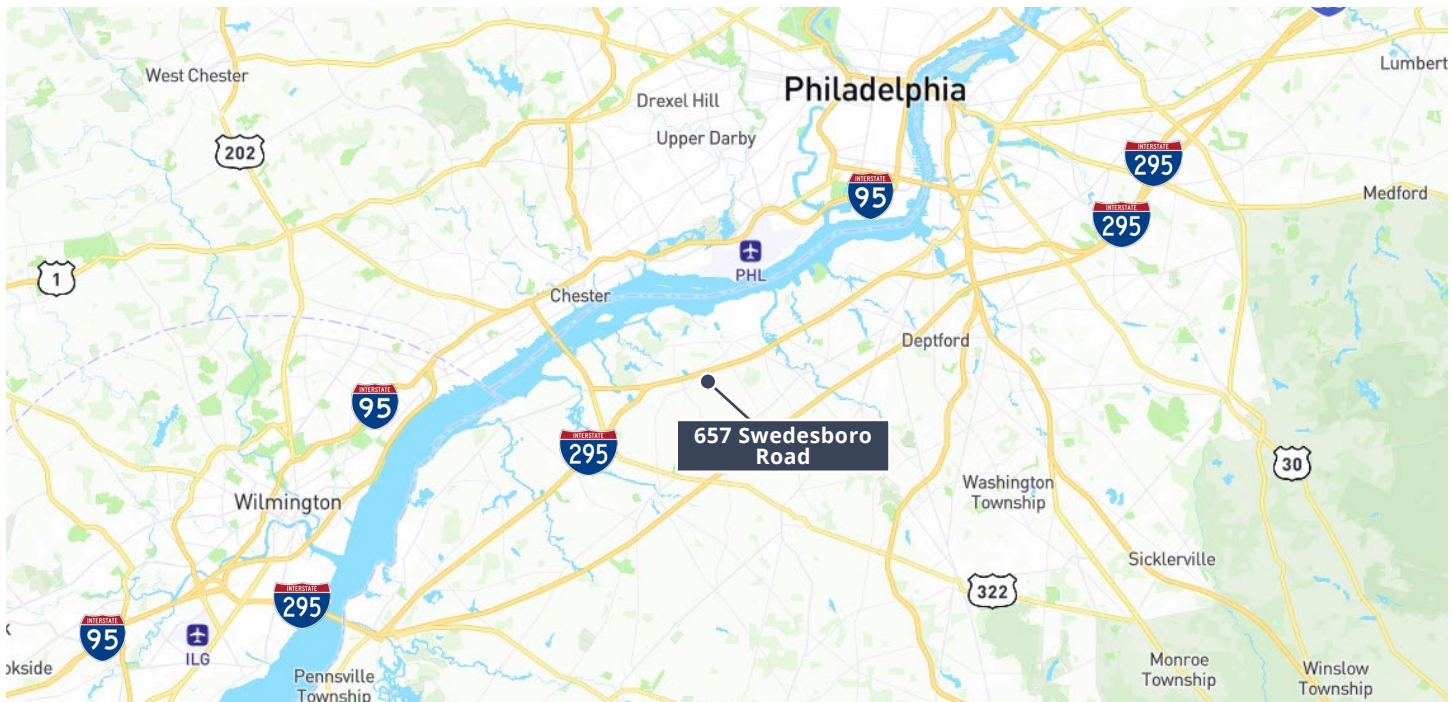 West Chester
Philadelphia
Lumbert
Drexel Hill
Upper Darby
202
INTERSTATE
295
INTERSTATE
95
Medford
INTERSTATE
295
PHL
1
Chester
Deptford
INTERSTATE
95
657 Swedesboro
Road
INTERSTATE
295
30
Wilmington
Washington
Township
Sicklerville
322
INTERSTATE
295
INTERSTATE
95
k
ILG
okside
Pennsville
Township
Monroe
Township
Winslow
Township